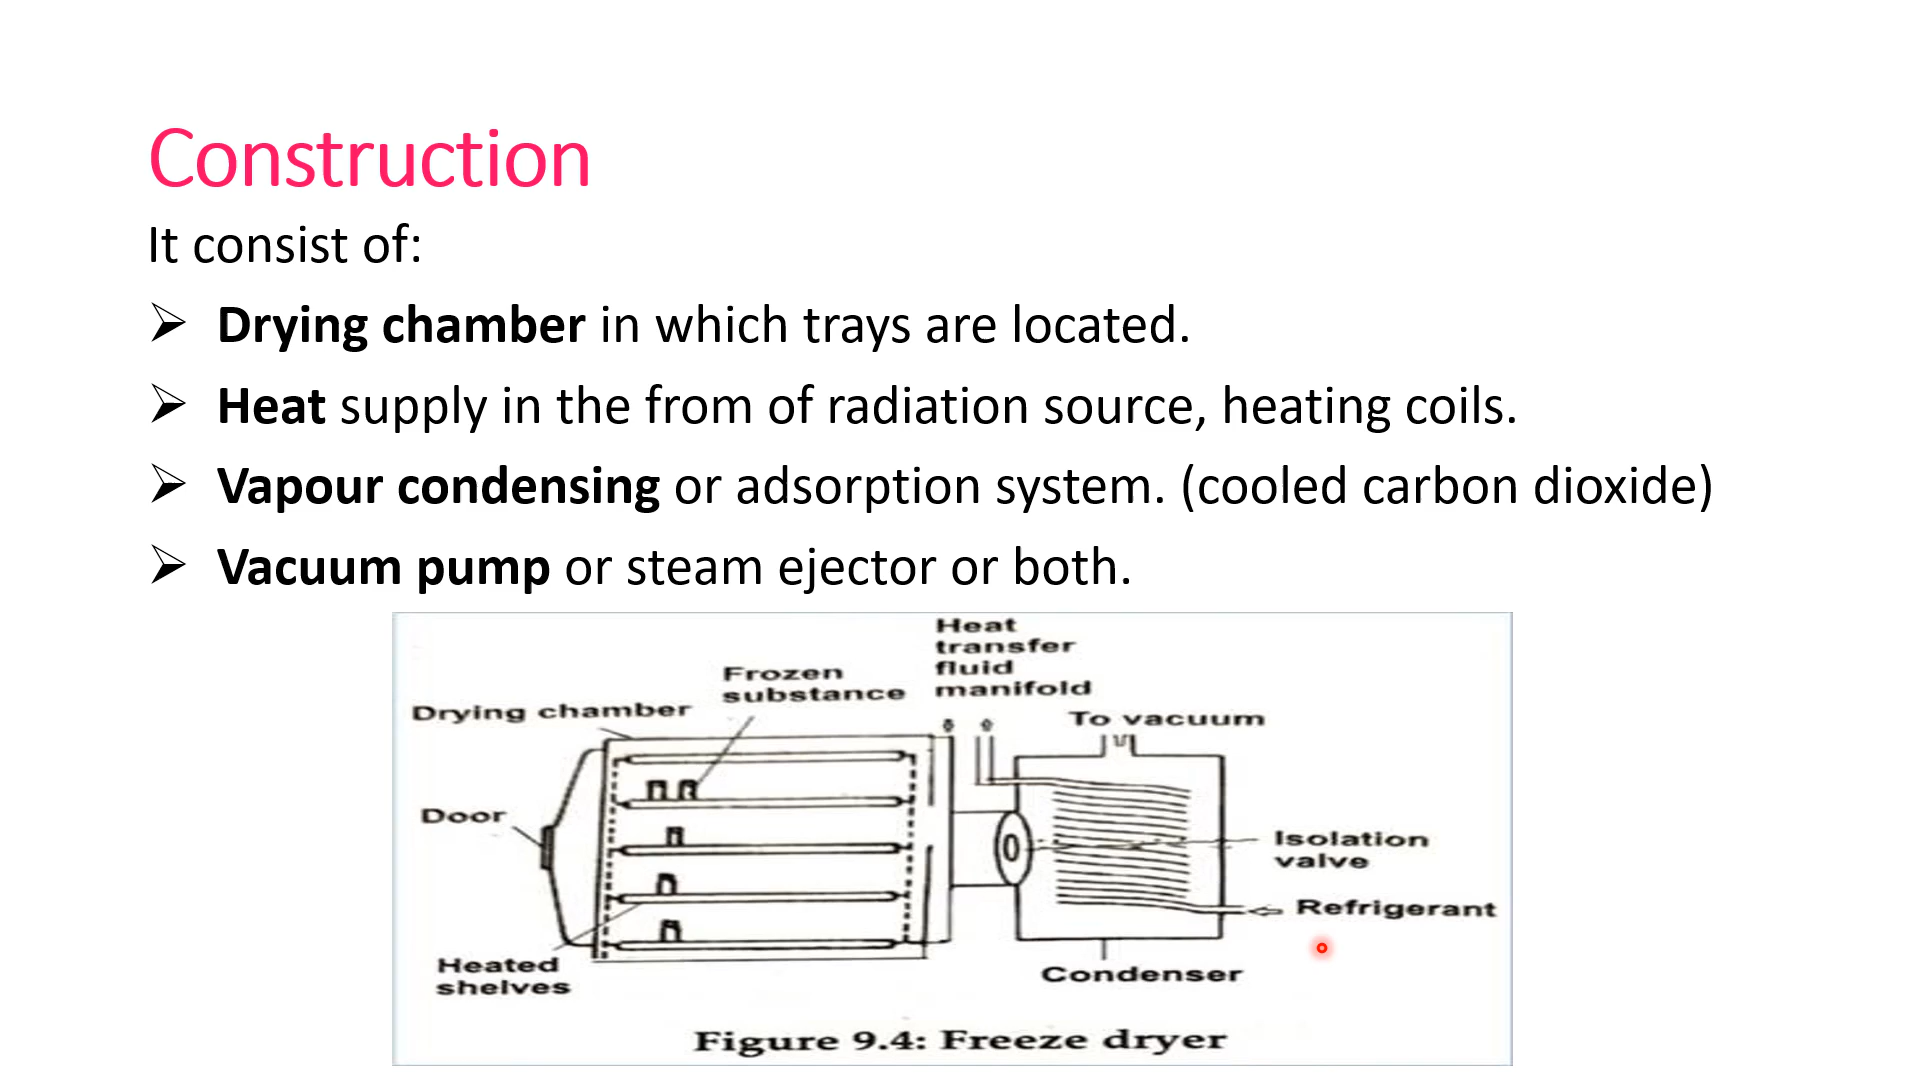 Construction
It consist of:
➢ Drying chamber in which trays are located.
➢ Heat supply in the from of radiation source, heating coils.
➢ Vapour condensing or adsorption system. (cooled carbon dioxide)
➢ Vacuum pump or steam ejector or both.
Heat
transfer
fluid
manifold
Frozen
substance
Drying chamber
To vacuum
Door
Isolation
valve
Refrigerant
Heated
shelves
Condenser
Figure 9.4: Freeze dryer